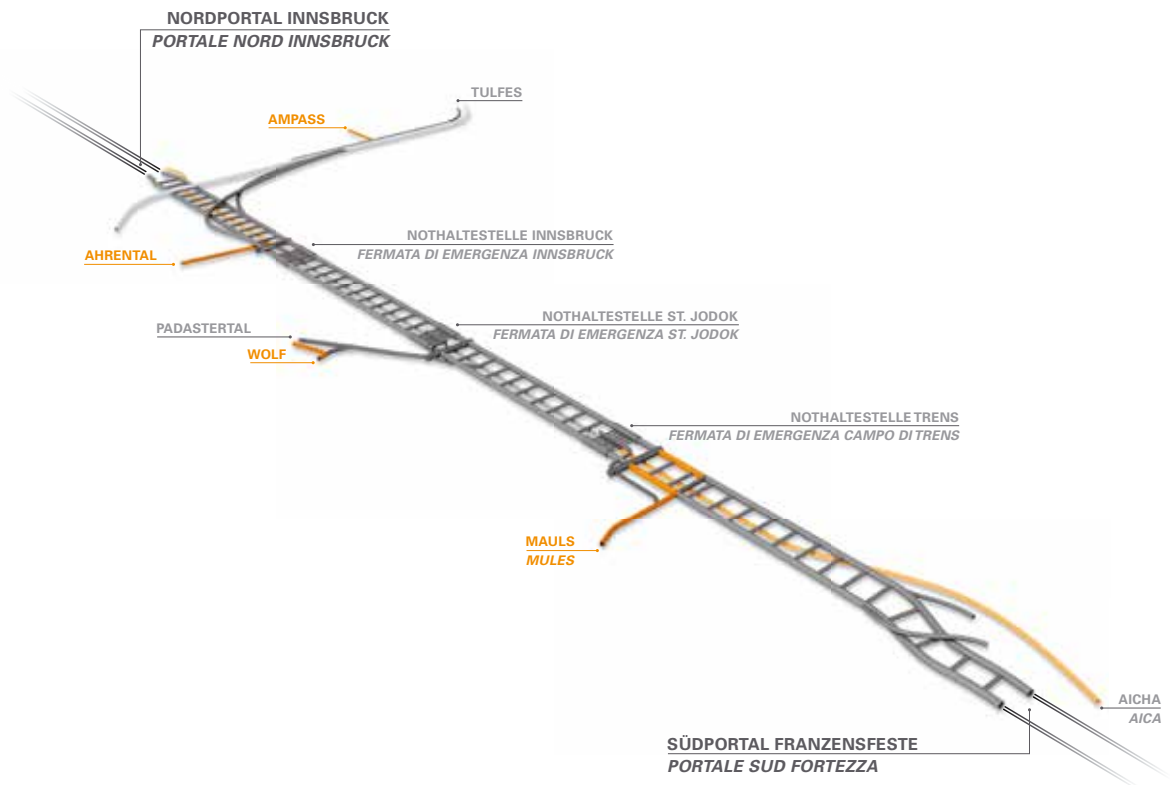 NORDPORTAL INNSBRUCK
PORTALE NORD INNSBRUCK
TULFES
AMPASS
NOTHALTESTELLE INNSBRUCK
FERMATA DI EMERGENZA INNSBRUCK
AHRENTAL
NOTHALTESTELLE ST. JODOK
FERMATA DI EMERGENZA ST. JODOK
PADASTERTAL
WOLF
NOTHALTESTELLE TRENS
FERMATA DI EMERGENZA CAMPO DI TRENS
MAULS
MULES
AICHA
AICA
SÜDPORTAL FRANZENSFESTE
PORTALE SUD FORTEZZA